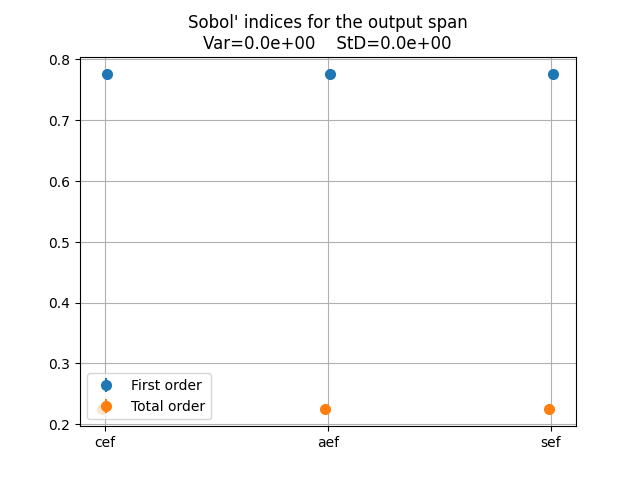 Sobol' indices for the output span
Var=0.0e+00    StD=0.0e+00
0.8
0.7
0.6
0.5
0.4
0.3
0.2
First order
Total order
cef
aef
sef